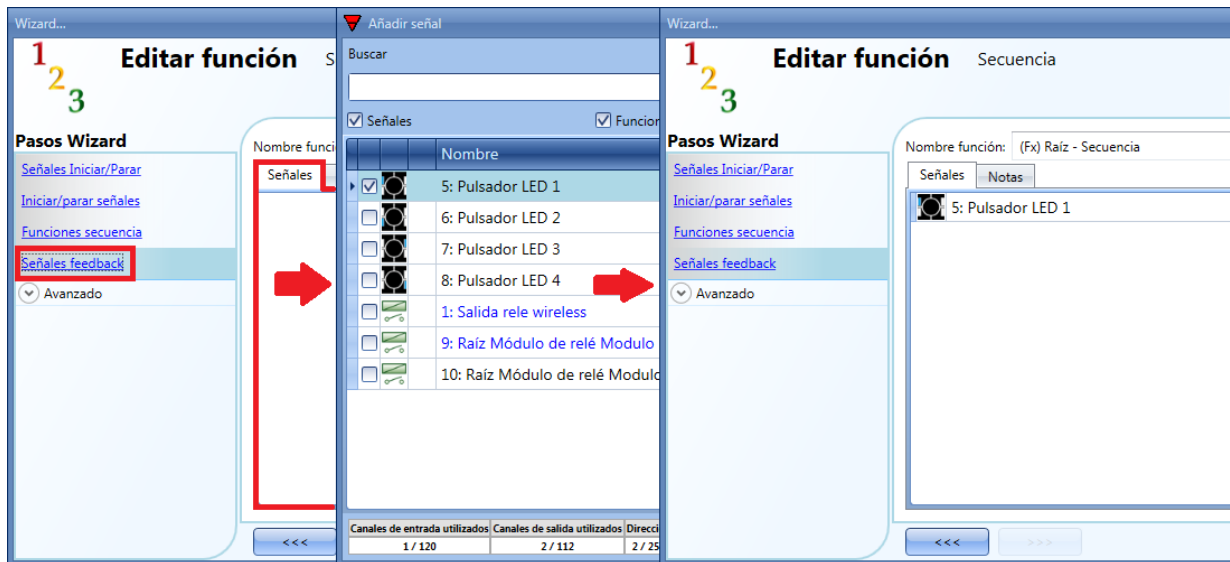 Wizard...
1
2
3
Editar función S
Pasos Wizard
Señales Iniciar/Parar
Iniciar/parar señales
Funciones secuencia
Señales feedback
Avanzado
Nombre funci
Señales
<<<
Añadir señal
Buscar
Señales
Funcion
Nombre
5: Pulsador LED 1
6: Pulsador LED 2
7: Pulsador LED 3
8: Pulsador LED 4
1: Salida rele wireless
9: Raíz Módulo de relé Modulo
10: Raíz Módulo de relé Modulo
Canales de entrada utilizados Canales de salida utilizados Direcci
1 / 120 2 / 112 2 / 25
Wizard...
1
2
3
Editar función Secuencia
Pasos Wizard
Señales Iniciar/Parar
Iniciar/parar señales
Funciones secuencia
Señales feedback
Avanzado
Nombre función: (Fx) Raíz - Secuencia
Señales Notas
5: Pulsador LED 1
<<< >>>